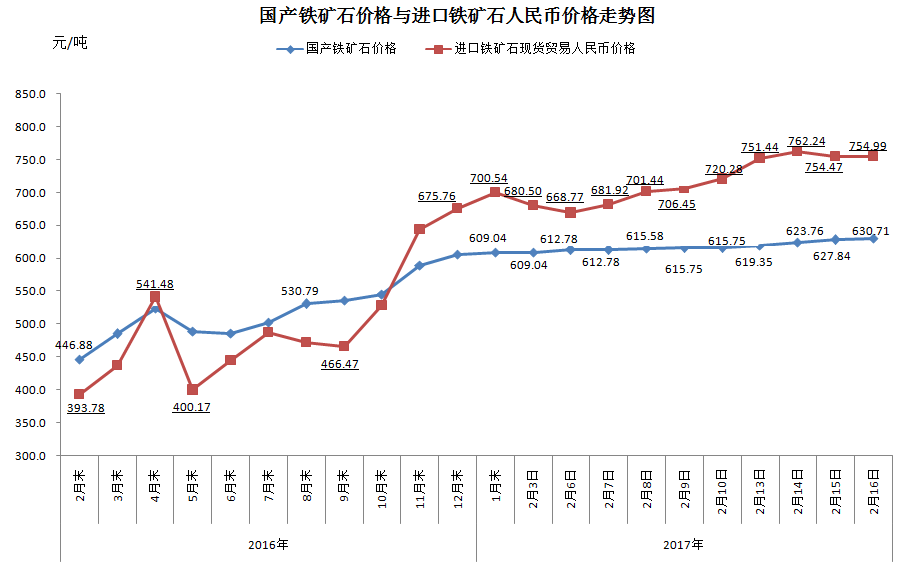 国产铁矿石价格与进口铁矿石人民币价格走势图
元/吨
国产铁矿石价格 进口铁矿石现货贸易人民币价格
850.0
800.0
750.0
700.0
650.0
600.0
550.0
500.0
450.0
400.0
350.0
300.0
446.88
530.79
609.04
609.04
612.78
612.78
615.58
615.75
615.75
619.35
623.76
627.84
630.71
393.78
541.48
400.17
466.47
675.76
700.54
680.50
668.77
681.92
701.44
706.45
720.28
751.44
762.24
754.47
754.99
2月末
3月末
4月末
5月末
6月末
7月末
8月末
9月末
10月末
11月末
12月末
1月末
2月3日
2月6日
2月7日
2月8日
2月9日
2月10日
2月13日
2月14日
2月15日
2月16日
2016年 2017年